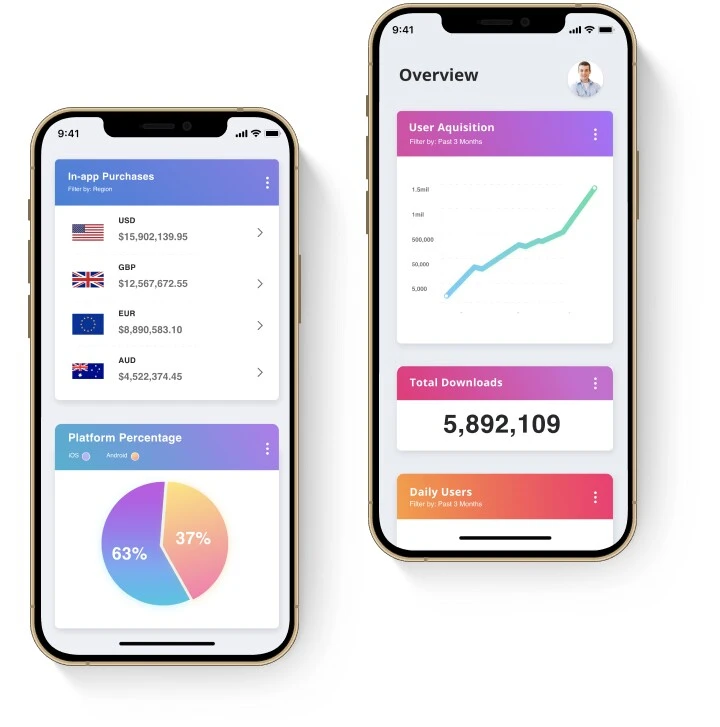 9:41
In-app Purchases
Filter by: Region
USD
$15,902,139.95
GBP
$12,567,672.55
EUR
$8,890,583.10
AUD
$4,522,374.45
Platform Percentage
iOS Android
63%
37%
9:41
Overview
User Aquisition
Filter by: Past 3 Months
1.5mil
1mil
500,000
50,000
5,000
Total Downloads
5,892,109
Daily Users
Filter by: Past 3 Months